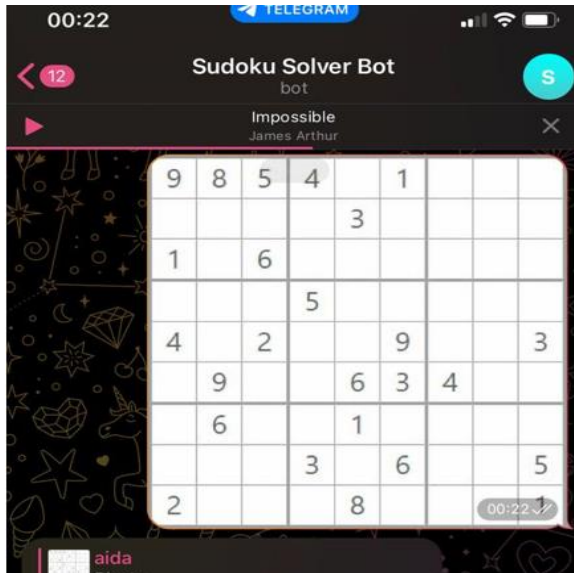 00:22
TELEGRAM
12
Sudoku Solver Bot
bot
S
Impossible
James Arthur
9 8 5 4 1
3
1 6
5
4 2 9 3
9 6 3 4
6 1
3 6 5
2 8 1
00:22
aida